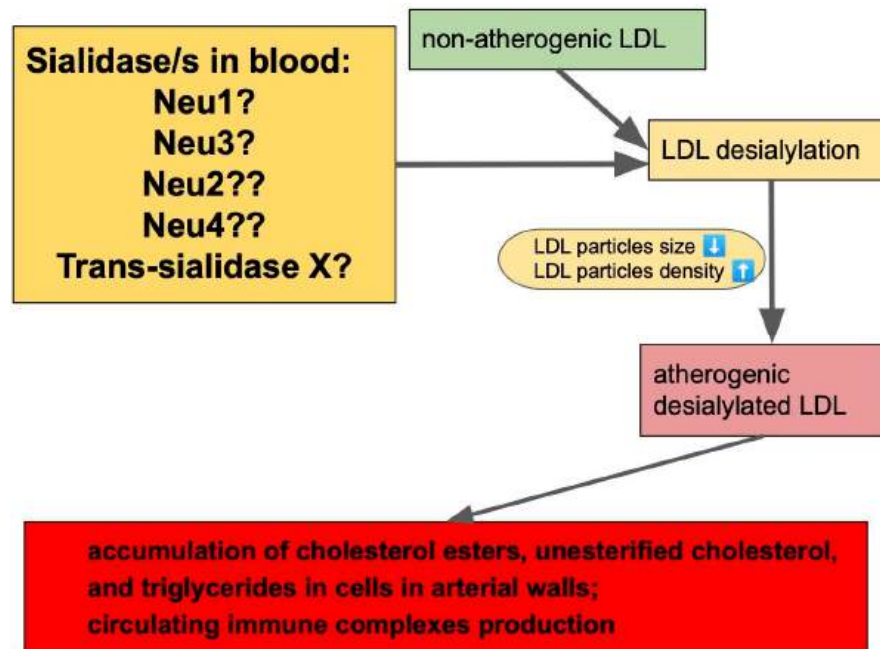 Sialidase/s in blood:
Neu1?
Neu3?
Neu2??
Neu4??
Trans-sialidase X?
non-atherogenic LDL
LDL desialylation
LDL particles size ⬇️
LDL particles density ⬆️
atherogenic
desialylated LDL
accumulation of cholesterol esters, unesterified cholesterol,
and triglycerides in cells in arterial walls;
circulating immune complexes production